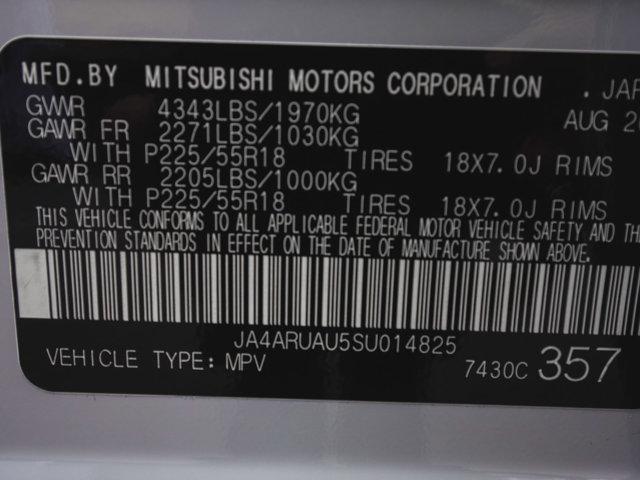 MFD.BY MITSUBISHI MOTORS CORPORATION
GWVR 4343LBS/1970KG AUG
GAWR FR 2271LBS/1030KG
WITH P225/55R18 TIRES 18X7.0J RIMS
GAWR RR 2205LBS/1000KG
WITH P225/55R18 TIRES 18X7.0J RIMS
THIS VEHICLE CONFORMS TO ALL APPLICABLE FEDERAL MOTOR VEHICLE SAFETY AND
PREVENTION STANDARDS IN EFFECT ON THE DATE OF MANUFACTURE SHOWN ABOVE.
JA4ARUAU5SU014825
VEHICLE TYPE: MPV 7430C 357